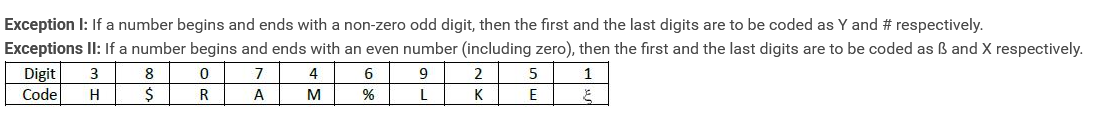 Exception I: If a number begins and ends with a non-zero odd digit, then the first and the last digits are to be coded as Y and # respectively.
Exceptions II: If a number begins and ends with an even number (including zero), then the first and the last digits are to be coded as ß and X respectively.
Digit 3 8 0 7 4 6 9 2 5 1
Code H $ R A M % L K E ξ